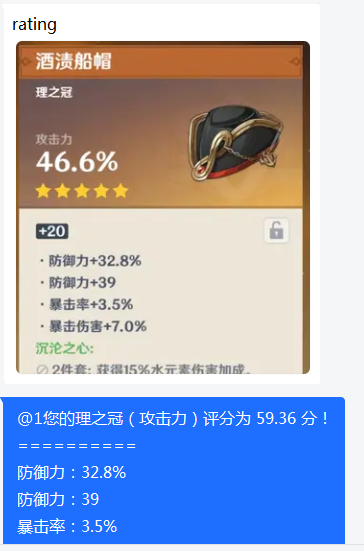 rating
酒渍船帽
理之冠
攻击力
46.6%
+20
·防御力+32.8%
·防御力+39
·暴击率+3.5%
·暴击伤害+7.0%
沉沦之心:
2件套: 获得15%水元素伤害加成。
@1您的理之冠（攻击力）评分为 59.36 分！
==========
防御力：32.8%
防御力：39
暴击率：3.5%